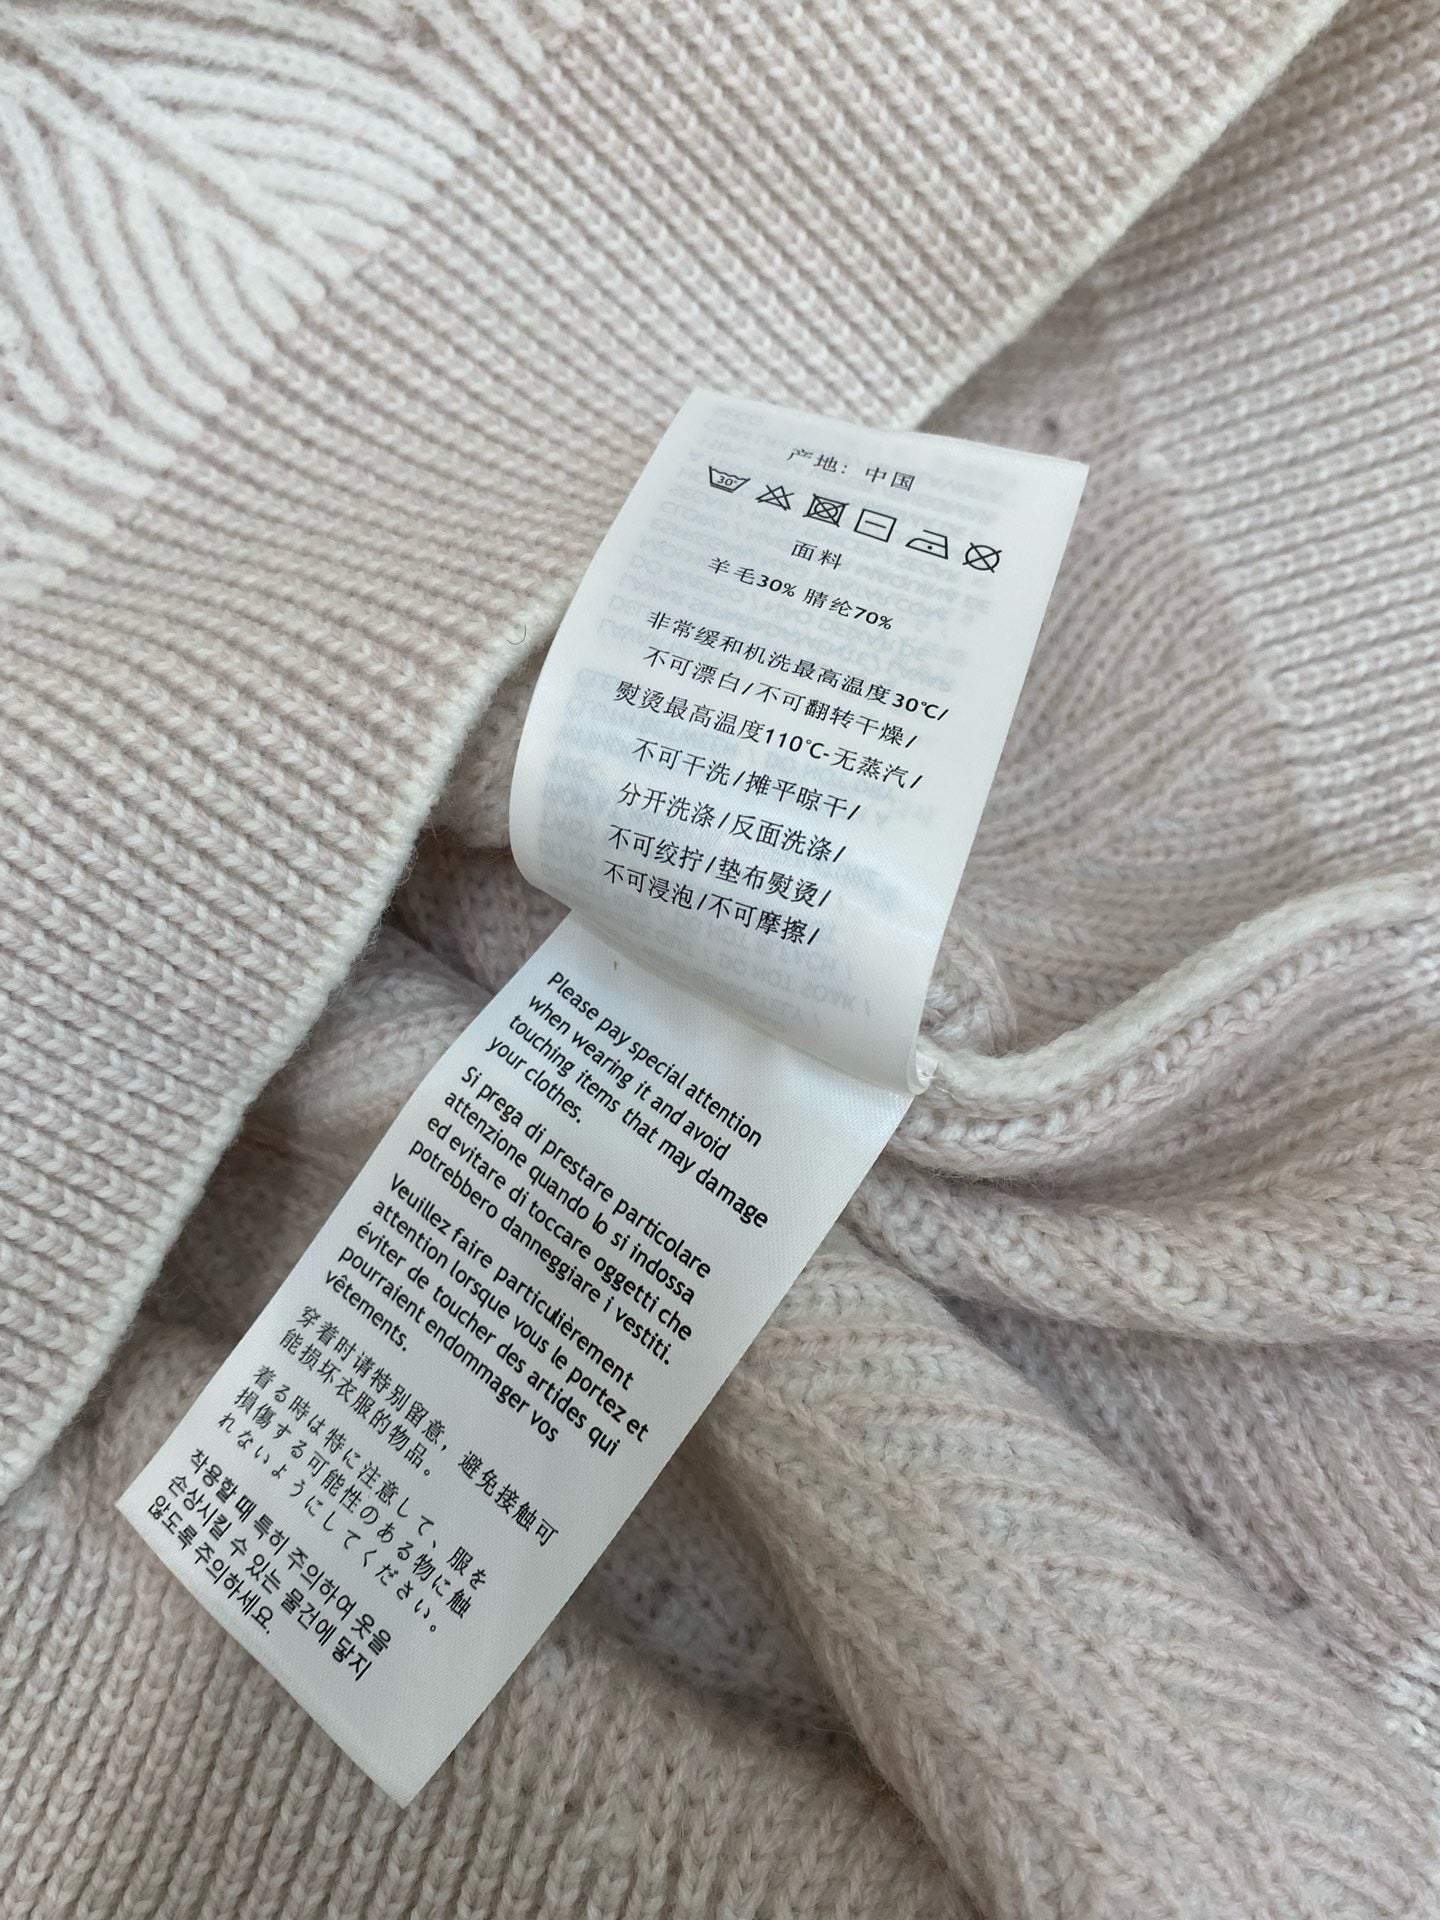 产地：中国
30°
面料
羊毛30% 腈纶70%
非常缓和机洗最高温度30℃/
不可漂白/不可翻转干燥/
熨烫最高温度110℃-无蒸汽/
不可干洗/摊平晾干/
分开洗涤/反面洗涤/
不可绞拧/垫布熨烫/
不可浸泡/不可摩擦/
Please pay special attention
when wearing it and avoid
touching items that may damage
your clothes.
Si prega di prestare particolare
attenzione quando lo si indossa
ed evitare di toccare oggetti che
potrebbero danneggiare i vestiti.
Veuillez faire particulièrement
attention lorsque vous le portez et
éviter de toucher des artides qui
pourraient endommager vos
vêtements.
穿着时请特别留意，避免接触可
能损坏衣服的物品。
着る時は特に注意して、服を
損傷する可能性のある物に触
れないようにしてください。
착용할 때 특히 주의하여 옷을
손상시킬 수 있는 물건에 닿지
않도록 주의하세요.